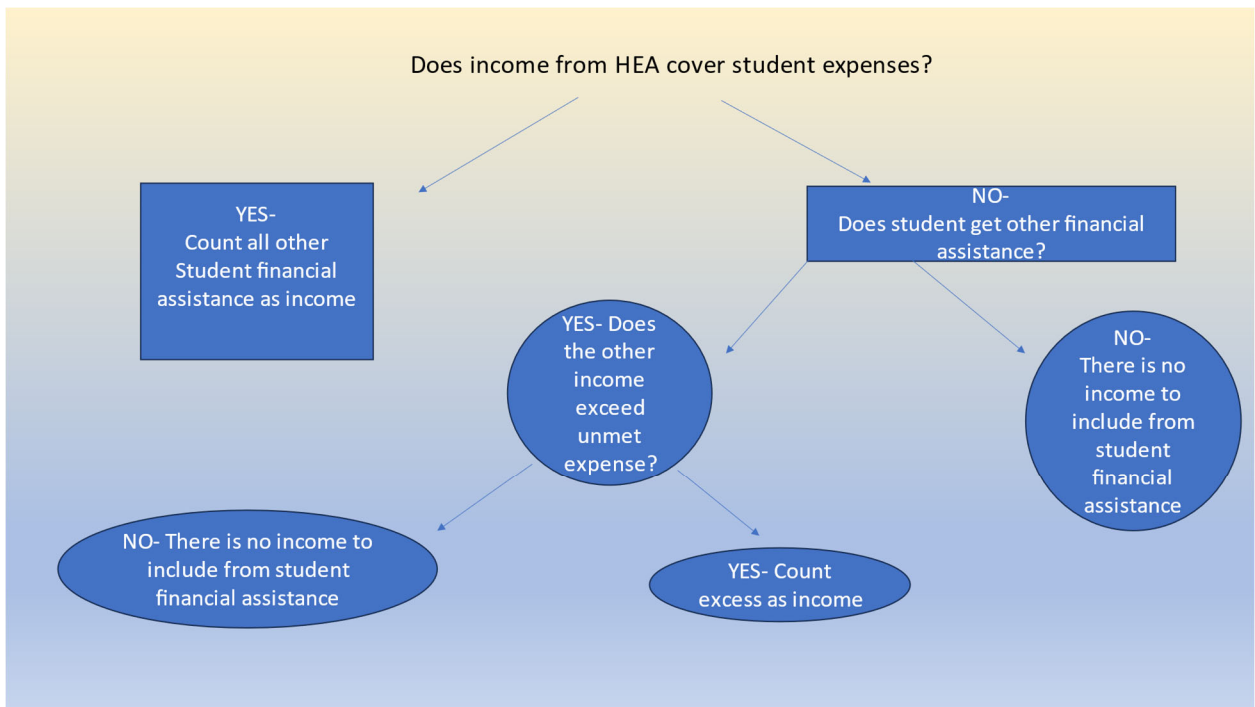 Does income from HEA cover student expenses?
YES-
Count all other
Student financial
assistance as income
NO-
Does student get other financial
assistance?
YES- Does
the other
income
exceed
unmet
expense?
NO-
There is no
income to
include from
student
financial
assistance
NO- There is no income to
include from student
financial assistance
YES- Count
excess as income